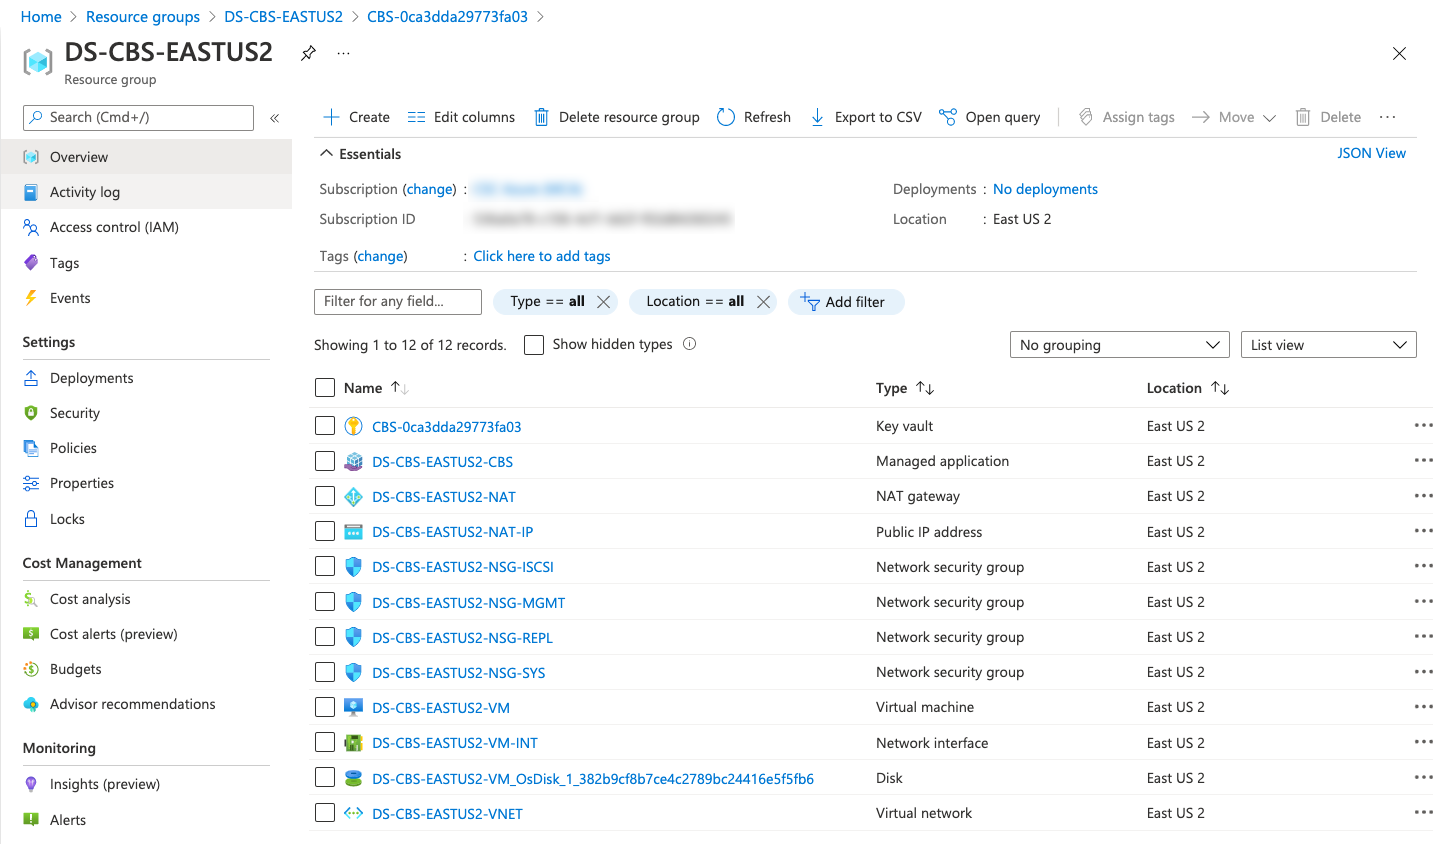 Home > Resource groups > DS-CBS-EASTUS2 > CBS-0ca3dda29773fa03 >
DS-CBS-EASTUS2
Resource group
Search (Cmd+/)
Overview
Activity log
Access control (IAM)
Tags
Events
Settings
Deployments
Security
Policies
Properties
Locks
Cost Management
Cost analysis
Cost alerts (preview)
Budgets
Advisor recommendations
Monitoring
Insights (preview)
Alerts
Create Edit columns Delete resource group Refresh Export to CSV Open query Assign tags Move Delete
Essentials JSON View
Subscription (change) : Deployments : No deployments
Subscription ID Location : East US 2
Tags (change) : Click here to add tags
Filter for any field... Type == all Location == all Add filter
Showing 1 to 12 of 12 records. Show hidden types No grouping List view
Name Type Location
CBS-0ca3dda29773fa03 Key vault East US 2
DS-CBS-EASTUS2-CBS Managed application East US 2
DS-CBS-EASTUS2-NAT NAT gateway East US 2
DS-CBS-EASTUS2-NAT-IP Public IP address East US 2
DS-CBS-EASTUS2-NSG-ISCSI Network security group East US 2
DS-CBS-EASTUS2-NSG-MGMT Network security group East US 2
DS-CBS-EASTUS2-NSG-REPL Network security group East US 2
DS-CBS-EASTUS2-NSG-SYS Network security group East US 2
DS-CBS-EASTUS2-VM Virtual machine East US 2
DS-CBS-EASTUS2-VM-INT Network interface East US 2
DS-CBS-EASTUS2-VM_OsDisk_1_382b9cf8b7ce4c2789bc24416e5f5fb6 Disk East US 2
DS-CBS-EASTUS2-VNET Virtual network East US 2